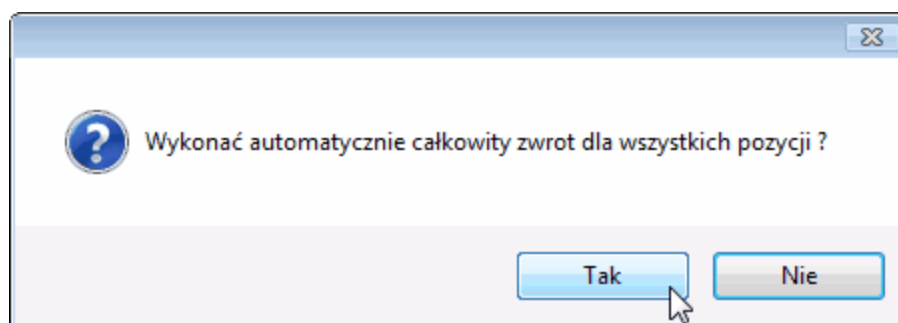 Wykonać automatycznie całkowity zwrot dla wszystkich pozycji ?
Tak
Nie